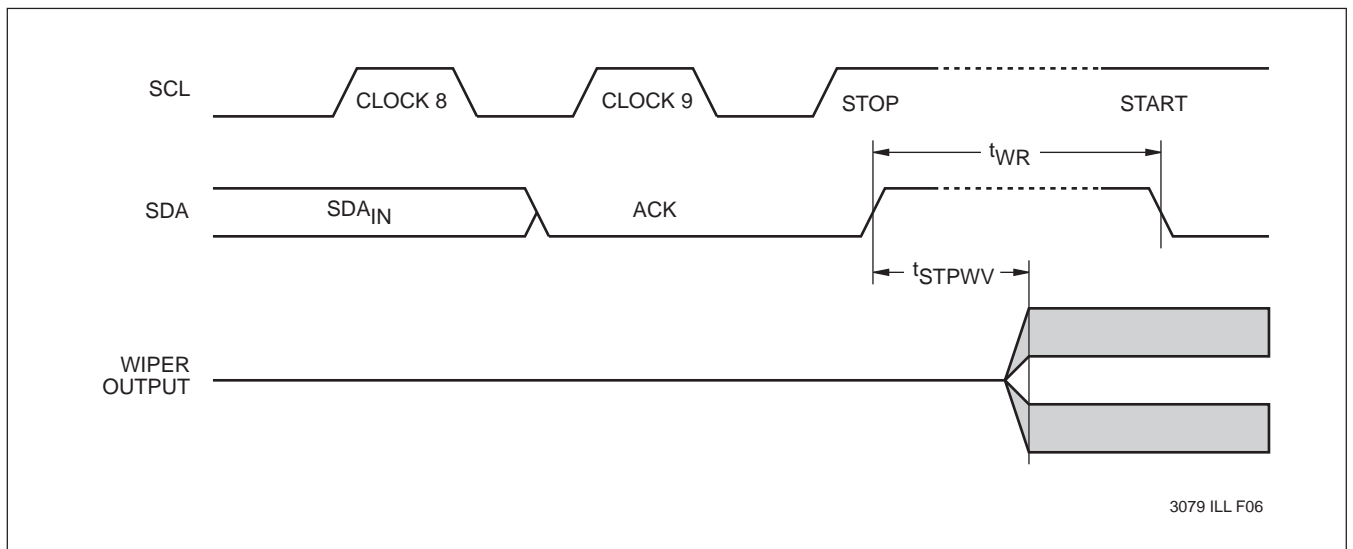 SCL
CLOCK 8
CLOCK 9
STOP
START
tWR
SDA
SDAIN
ACK
tSTPWV
WIPER
OUTPUT
3079 ILL F06